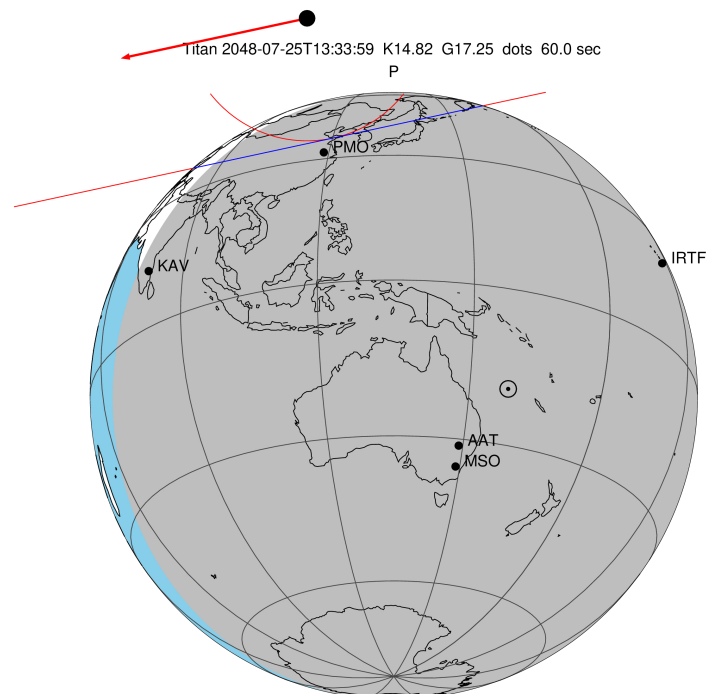 Titan 2048-07-25T13:33:59 K14.82 G17.25 dots 60.0 sec
P
PMO
KAV
IRTF
AAT
MSO